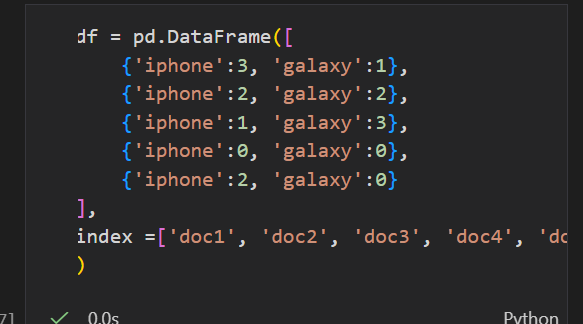 df = pd.DataFrame([
{'iphone':3, 'galaxy':1},
{'iphone':2, 'galaxy':2},
{'iphone':1, 'galaxy':3},
{'iphone':0, 'galaxy':0},
{'iphone':2, 'galaxy':0}
],
index =['doc1', 'doc2', 'doc3', 'doc4',
)
7] 0.0s Python